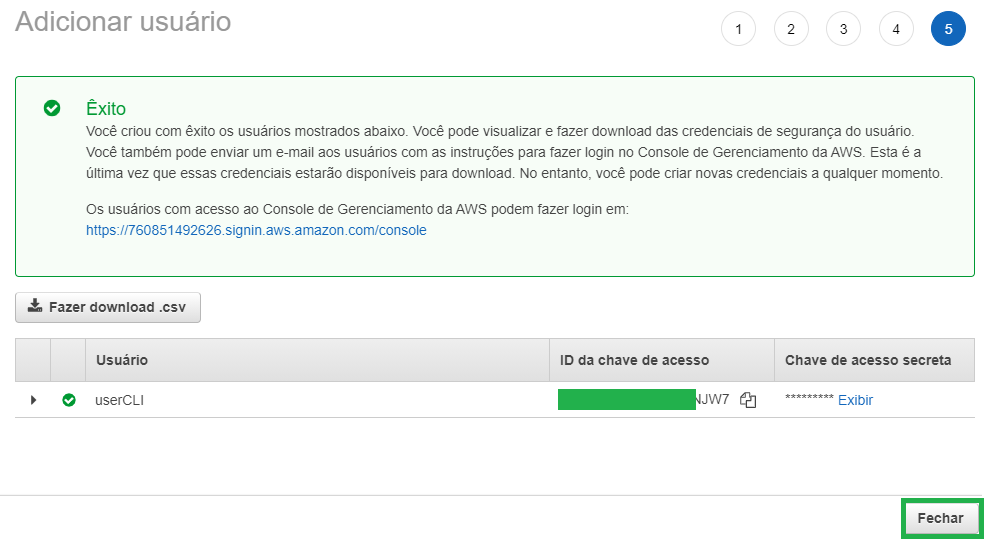 Adicionar usuário
1 2 3 4 5
Êxito
Você criou com êxito os usuários mostrados abaixo. Você pode visualizar e fazer download das credenciais de segurança do usuário.
Você também pode enviar um e-mail aos usuários com as instruções para fazer login no Console de Gerenciamento da AWS. Esta é a
última vez que essas credenciais estarão disponíveis para download. No entanto, você pode criar novas credenciais a qualquer momento.
Os usuários com acesso ao Console de Gerenciamento da AWS podem fazer login em:
https://760851492626.signin.aws.amazon.com/console
Fazer download .csv
Usuário ID da chave de acesso Chave de acesso secreta
userCLI JW7 ********* Exibir
Fechar